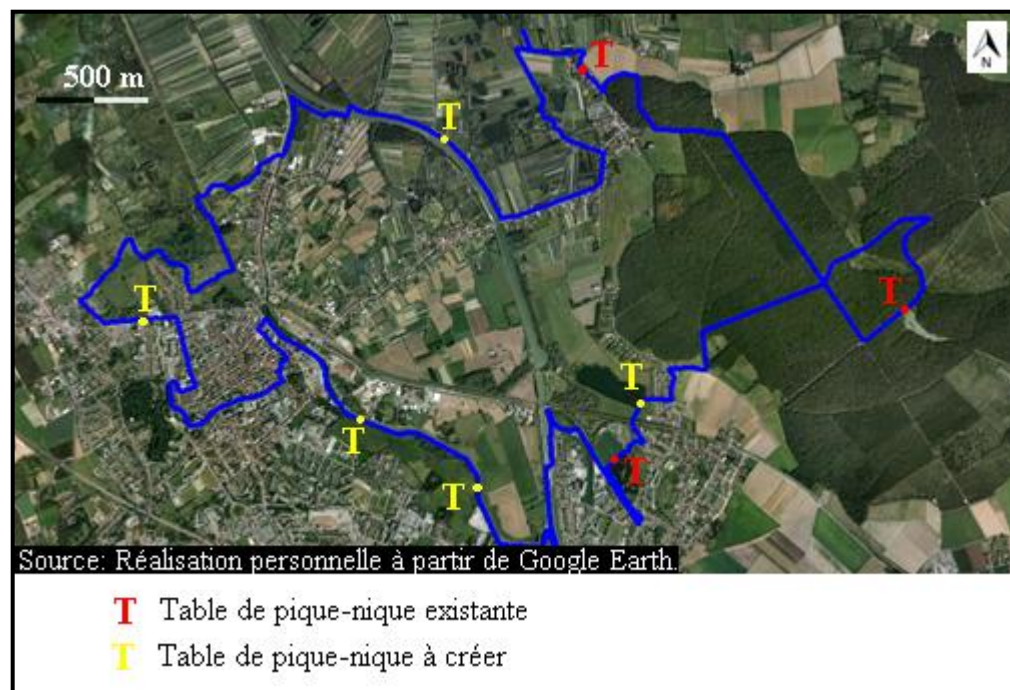 500 m
N
T
T
T
T
T
T
T
T
Source: Réalisation personnelle à partir de Google Earth.
T Table de pique-nique existante
T Table de pique-nique à créer